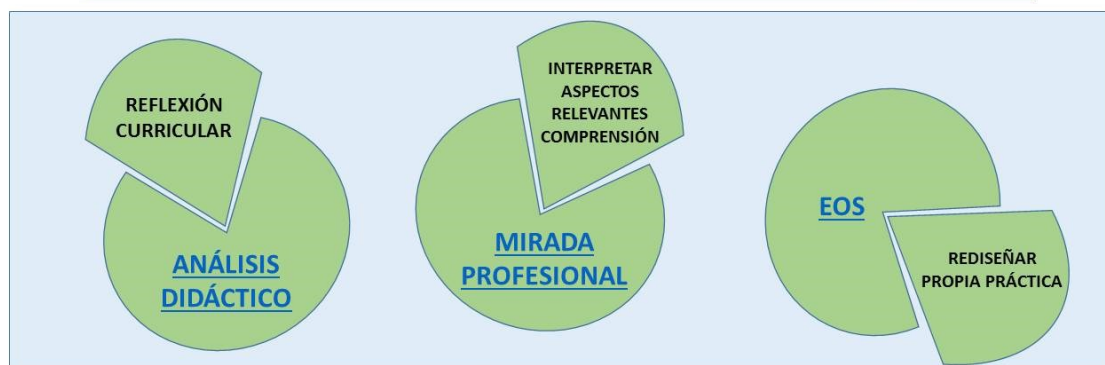 REFLEXIÓN
CURRICULAR
ANÁLISIS
DIDÁCTICO
INTERPRETAR
ASPECTOS
RELEVANTES
COMPRENSIÓN
MIRADA
PROFESIONAL
EOS
REDISEÑAR
PROPIA PRÁCTICA